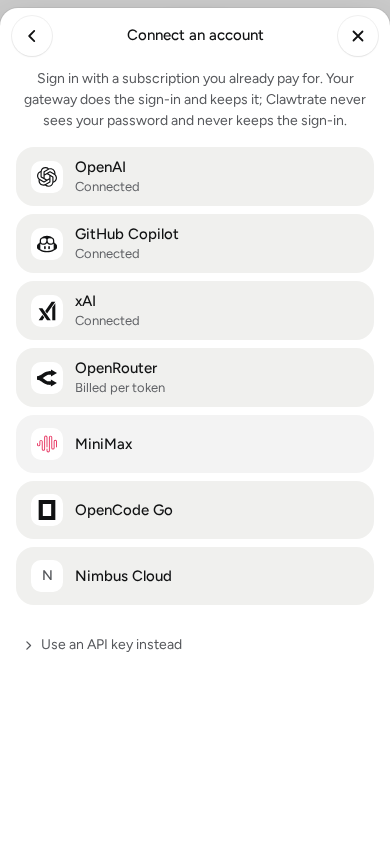 Connect an account
Sign in with a subscription you already pay for. Your
gateway does the sign-in and keeps it; Clawtrate never
sees your password and never keeps the sign-in.
OpenAI
Connected
GitHub Copilot
Connected
xAI
Connected
OpenRouter
Billed per token
MiniMax
OpenCode Go
N
Nimbus Cloud
Use an API key instead